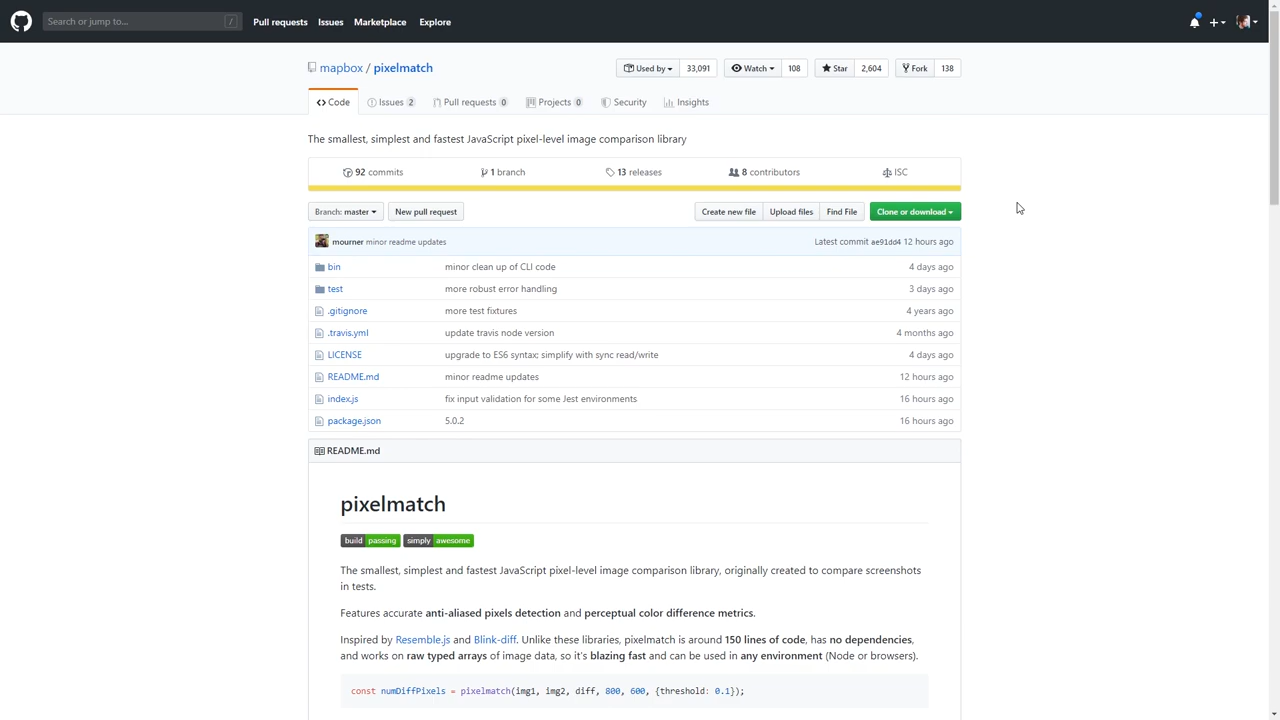 Search or jump to... / Pull requests Issues Marketplace Explore
mapbox / pixelmatch Used by 33,091 Watch 108 Star 2,604 Fork 138
Code Issues 2 Pull requests 0 Projects 0 Security Insights
The smallest, simplest and fastest JavaScript pixel-level image comparison library
92 commits 1 branch 13 releases 8 contributors ISC
Branch: master New pull request Create new file Upload files Find File Clone or download
mourner minor readme updates Latest commit ae91dd4 12 hours ago
bin minor clean up of CLI code 4 days ago
test more robust error handling 3 days ago
.gitignore more test fixtures 4 years ago
.travis.yml update travis node version 4 months ago
LICENSE upgrade to ES6 syntax; simplify with sync read/write 4 days ago
README.md minor readme updates 12 hours ago
index.js fix input validation for some Jest environments 16 hours ago
package.json 5.0.2 16 hours ago
README.md
pixelmatch
build passing simply awesome
The smallest, simplest and fastest JavaScript pixel-level image comparison library, originally created to compare screenshots
in tests.
Features accurate anti-aliased pixels detection and perceptual color difference metrics.
Inspired by Resemble.js and Blink-diff. Unlike these libraries, pixelmatch is around 150 lines of code, has no dependencies,
and works on raw typed arrays of image data, so it's blazing fast and can be used in any environment (Node or browsers).
const numDiffPixels = pixelmatch(img1, img2, diff, 800, 600, {threshold: 0.1});